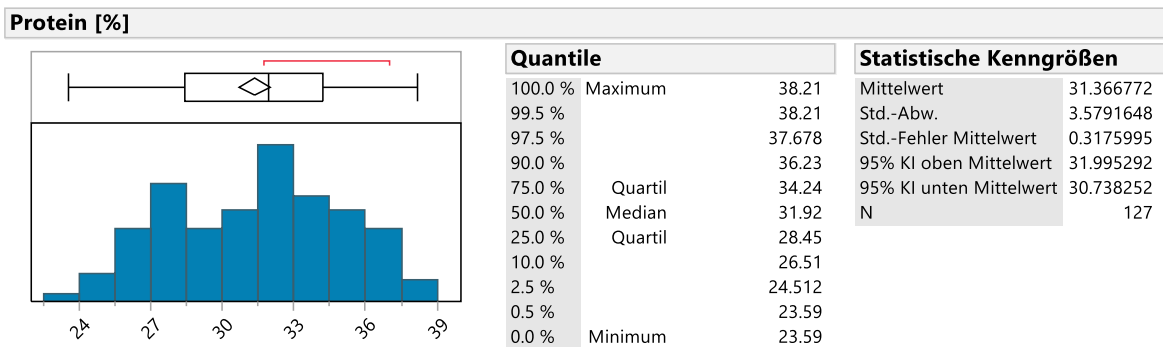 Protein [%]
24 27 30 33 36 39
Quantile
100.0 % Maximum 38.21
99.5 % 38.21
97.5 % 37.678
90.0 % 36.23
75.0 % Quartil 34.24
50.0 % Median 31.92
25.0 % Quartil 28.45
10.0 % 26.51
2.5 % 24.512
0.5 % 23.59
0.0 % Minimum 23.59
Statistische Kenngrößen
Mittelwert 31.366772
Std.-Abw. 3.5791648
Std.-Fehler Mittelwert 0.3175995
95% KI oben Mittelwert 31.995292
95% KI unten Mittelwert 30.738252
N 127